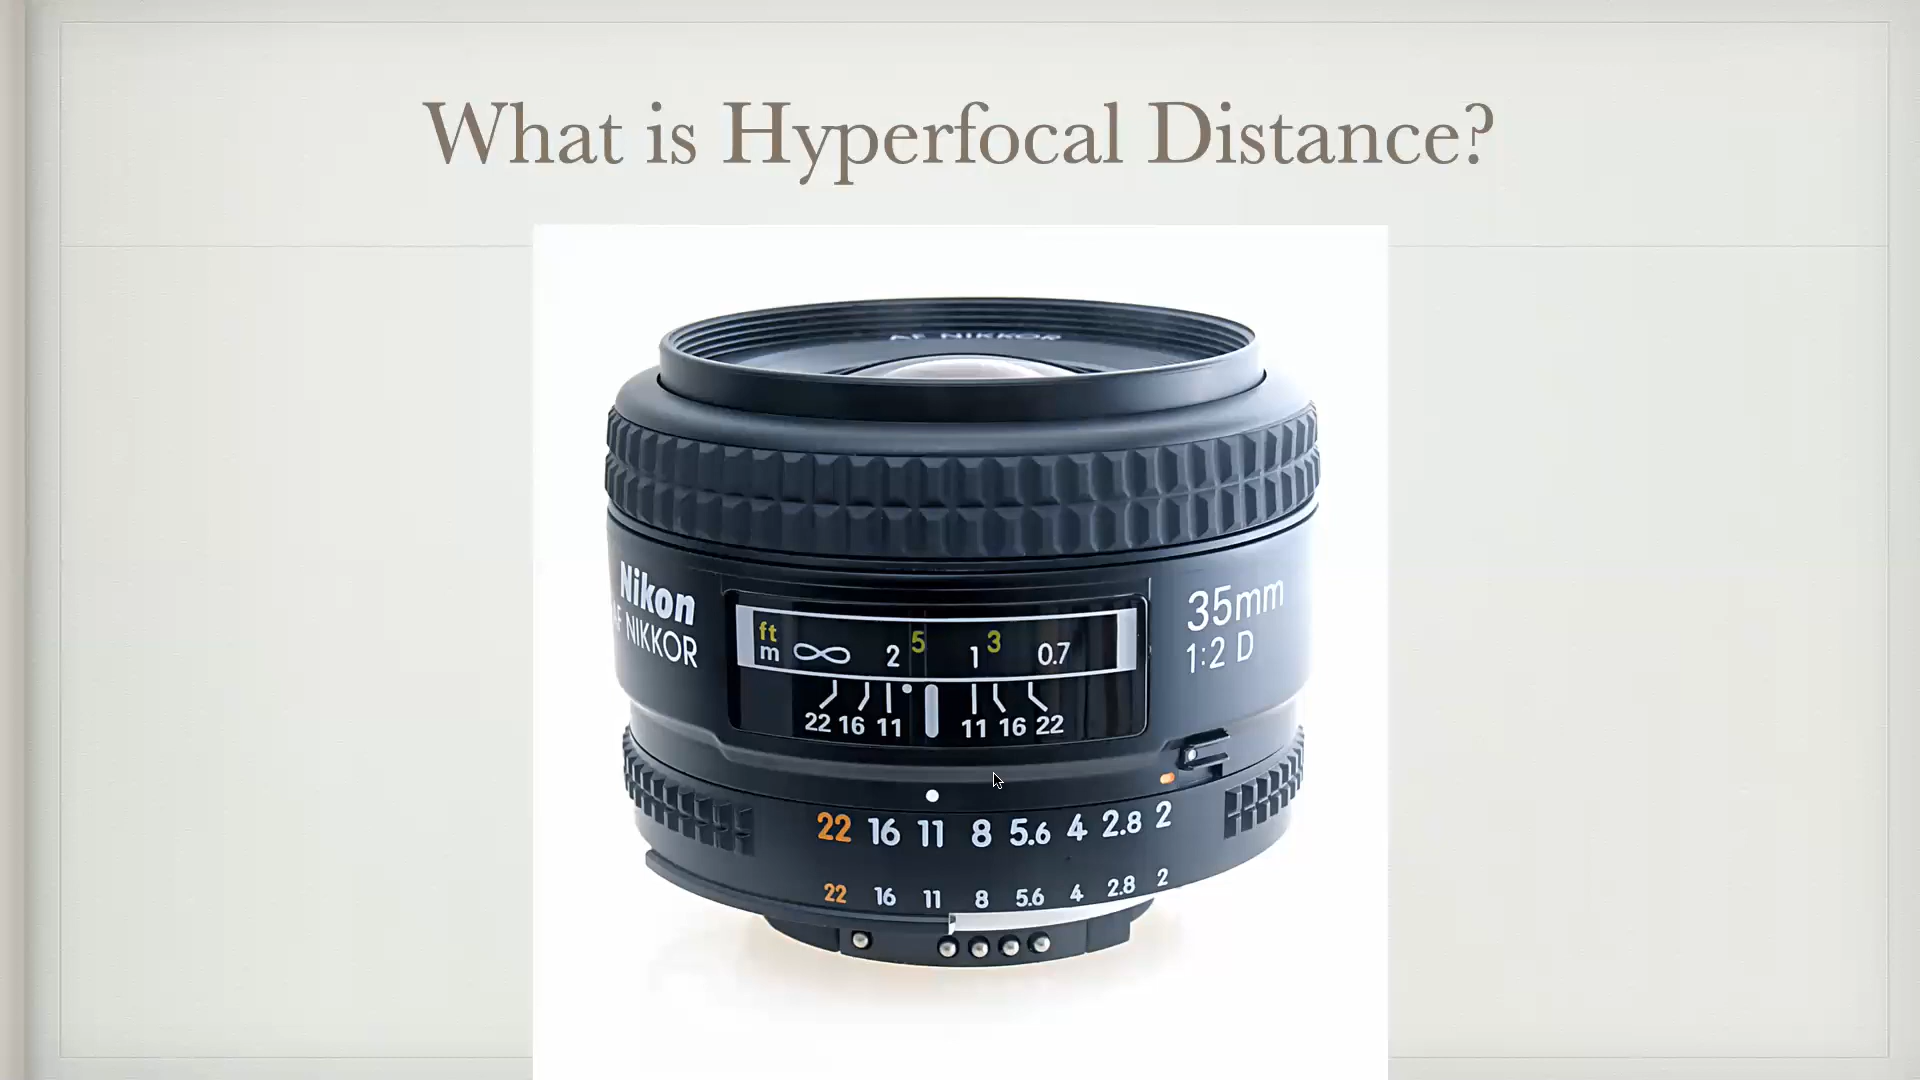 What is Hyperfocal Distance?
AF NIKKOR
Nikon
AF NIKKOR
35mm
1:2 D
ft 5 3
m ∞ 2 1 0.7
22 16 11 11 16 22
22 16 11 8 5.6 4 2.8 2
22 16 11 8 5.6 4 2.8 2